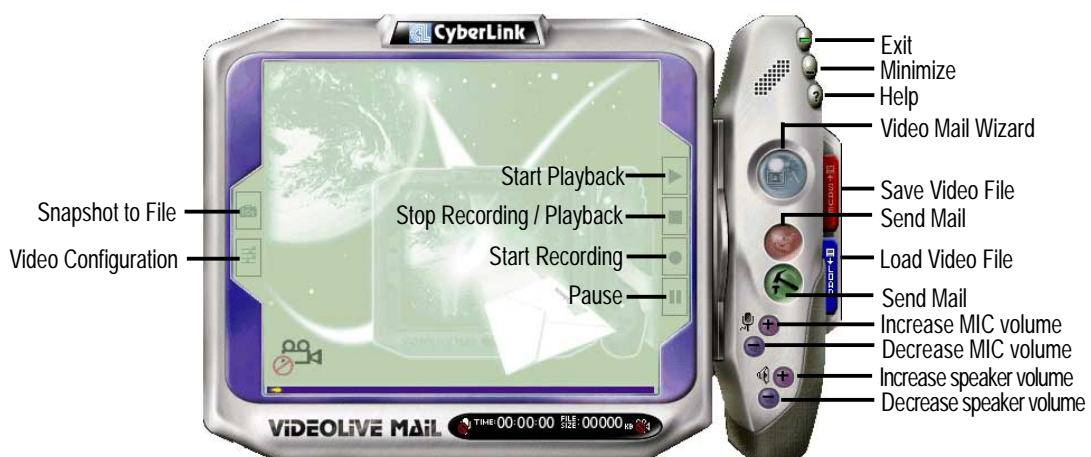 CyberLink
Exit
Minimize
Help
Video Mail Wizard
Start Playback
Snapshot to File
Stop Recording / Playback
Save Video File
Send Mail
Video Configuration
Start Recording
Load Video File
Pause
Send Mail
Increase MIC volume
Decrease MIC volume
Increase speaker volume
Decrease speaker volume
SAVE
LOAD
ViDEOLiVE MAiL
TIME: 00:00:00 FILE SIZE: 00000 KB